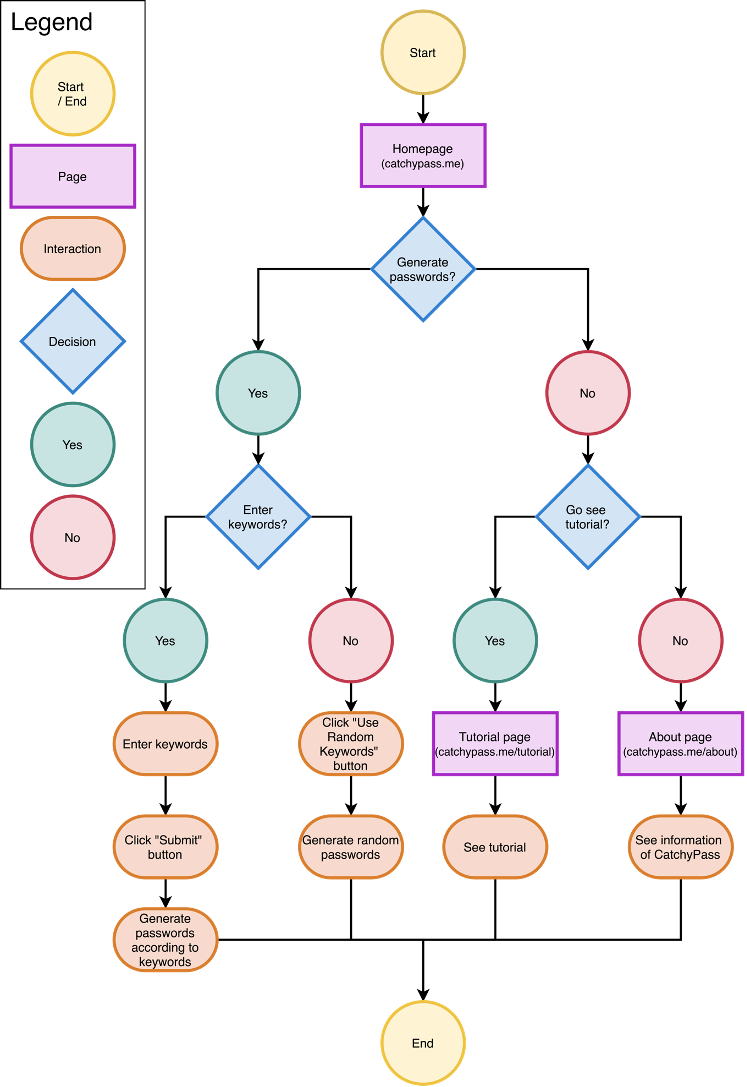 Legend
Start
/ End
Page
Interaction
Decision
Yes
No
Start
Homepage
(catchypass.me)
Generate
passwords?
Yes
No
Enter
keywords?
Go see
tutorial?
Yes
No
Yes
No
Enter keywords
Click "Use
Random
Keywords"
button
Tutorial page
(catchypass.me/tutorial)
About page
(catchypass.me/about)
Click "Submit"
button
Generate random
passwords
See tutorial
See information
of CatchyPass
Generate
passwords
according to
keywords
End